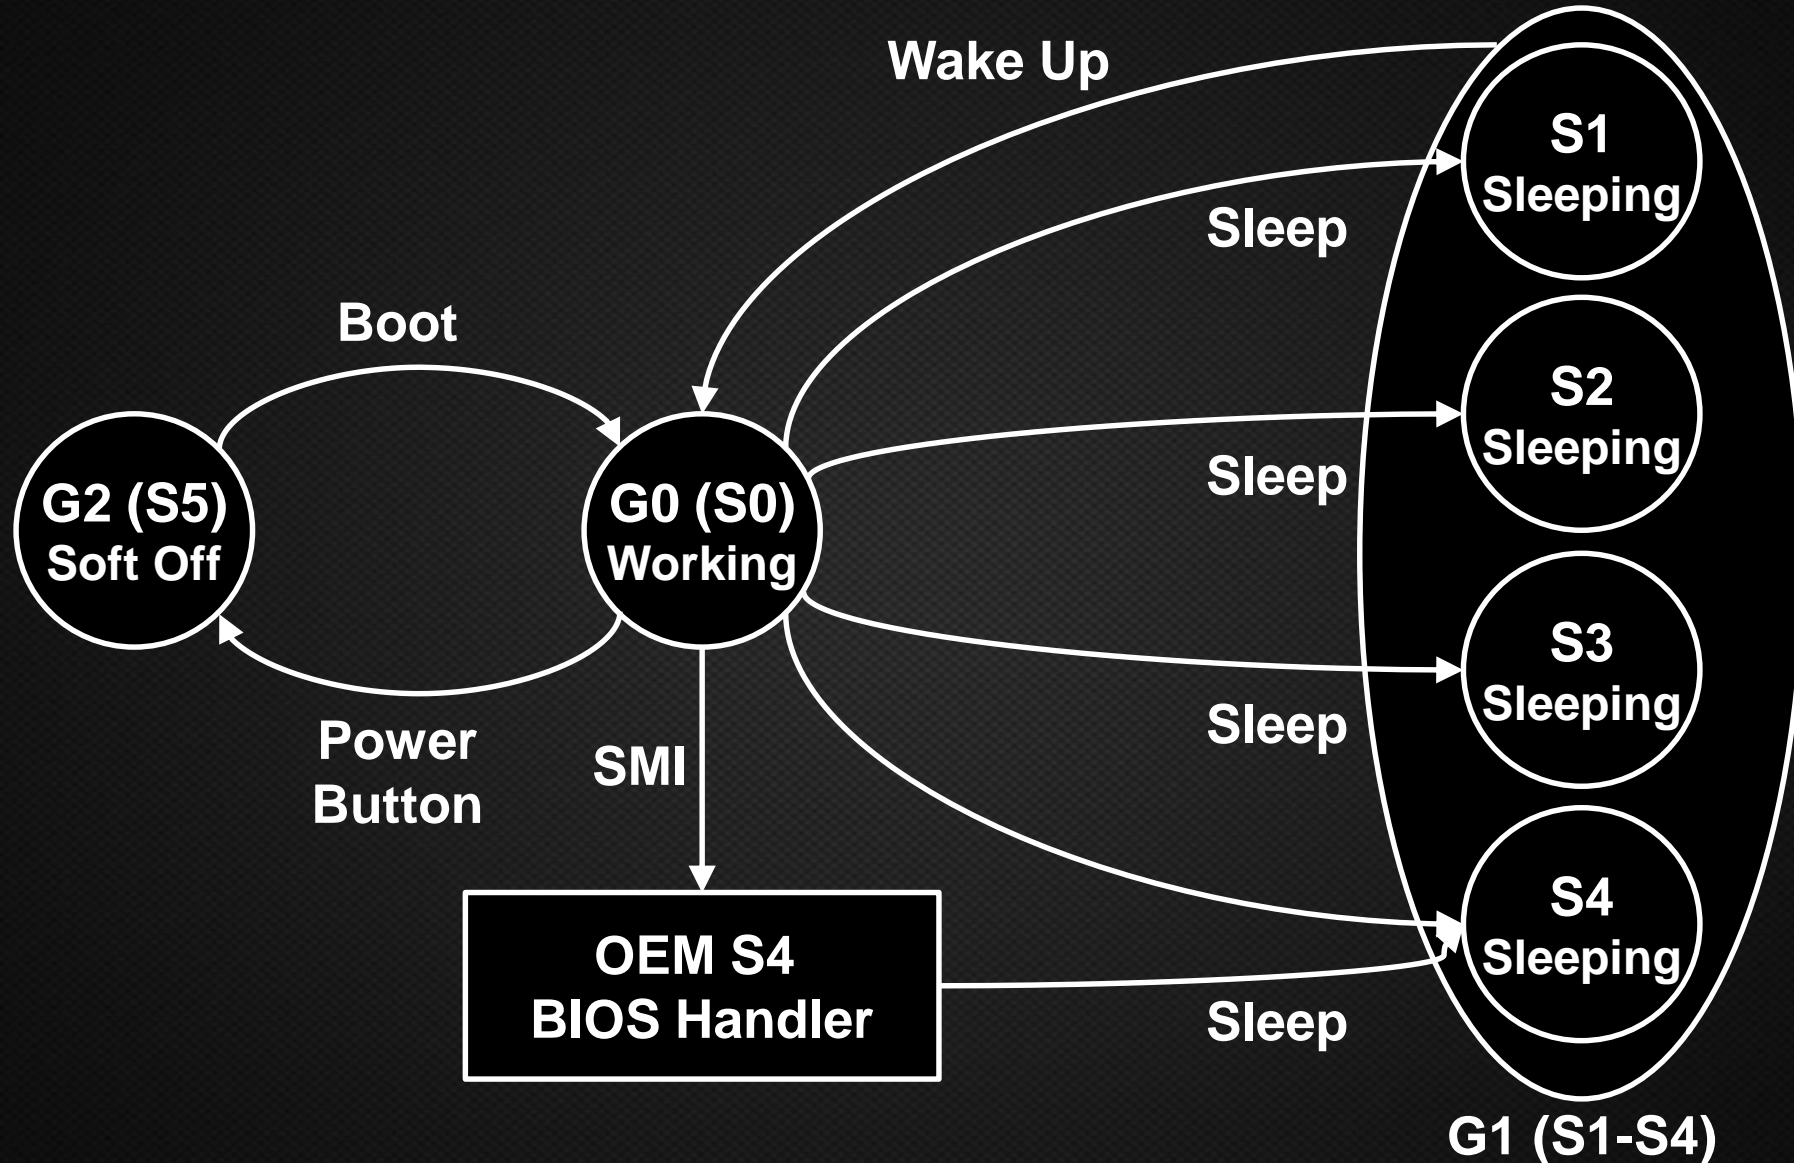 Wake Up
S1
Sleeping
Sleep
Boot
S2
Sleeping
Sleep
G2 (S5)
Soft Off
G0 (S0)
Working
S3
Sleeping
Sleep
Power
Button
SMI
S4
Sleeping
OEM S4
BIOS Handler
Sleep
G1 (S1-S4)